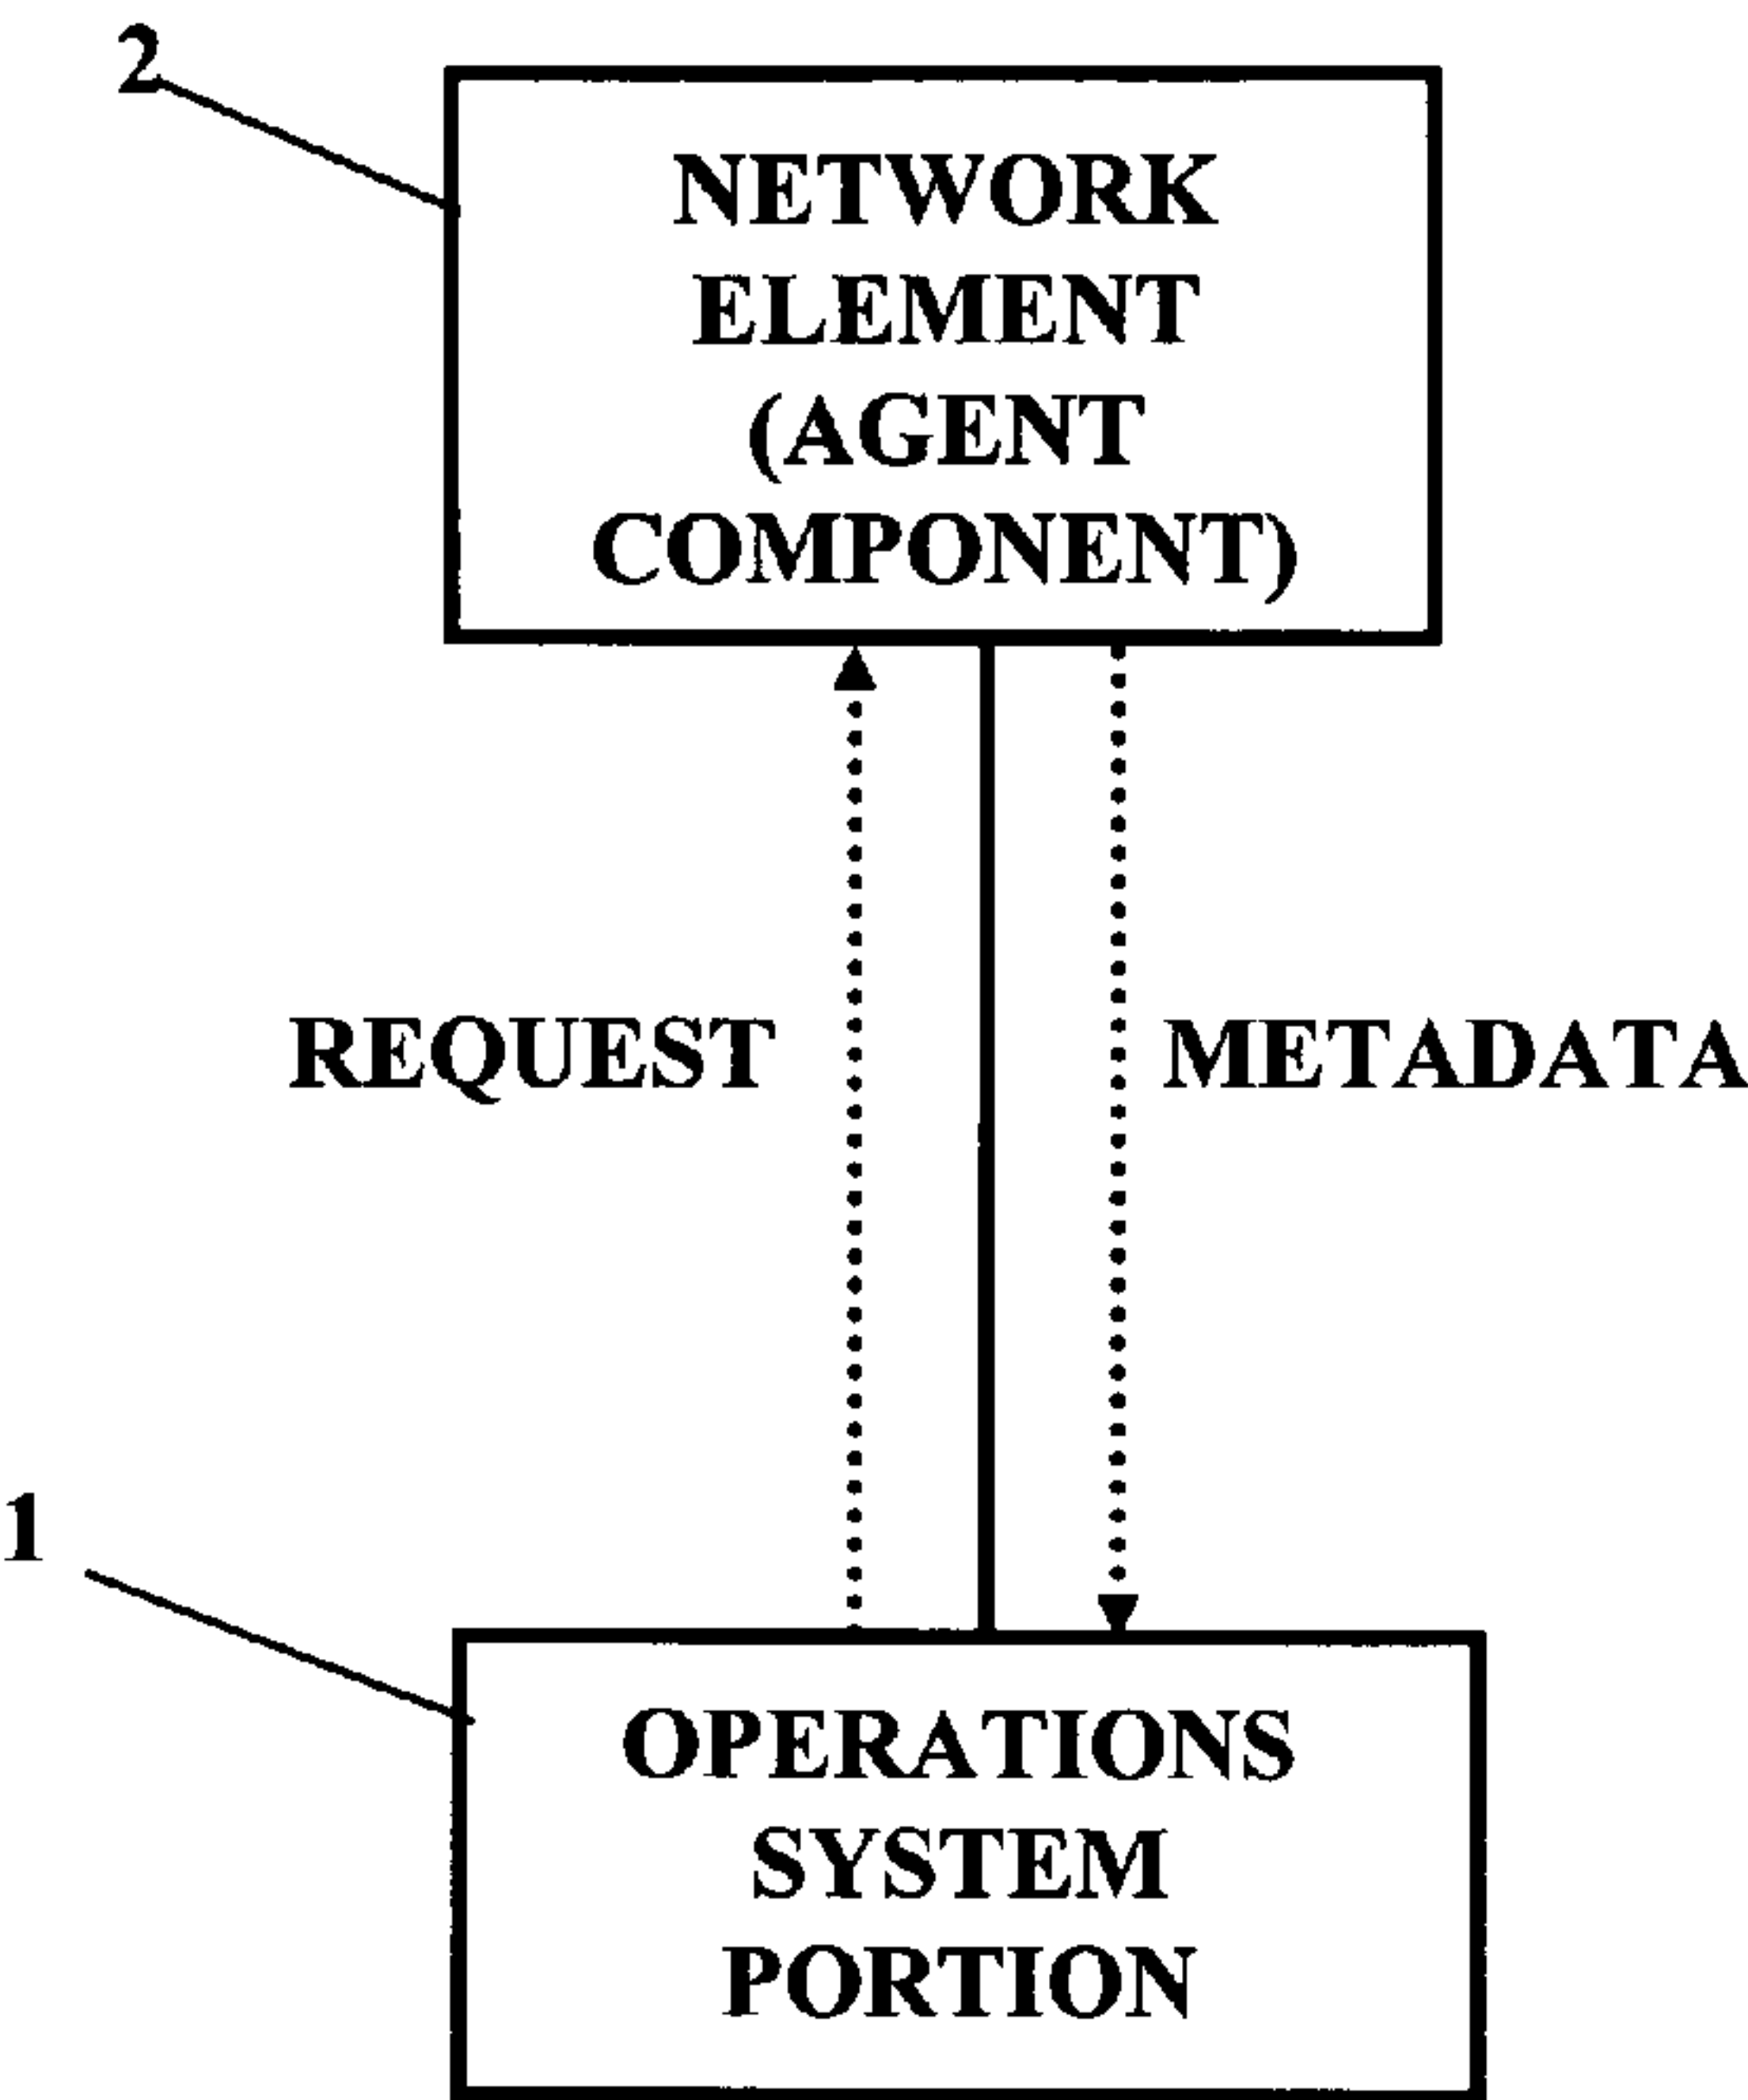 2
NETWORK
ELEMENT
(AGENT
COMPONENT)
REQUEST
METADATA
1
OPERATIONS
SYSTEM
PORTION